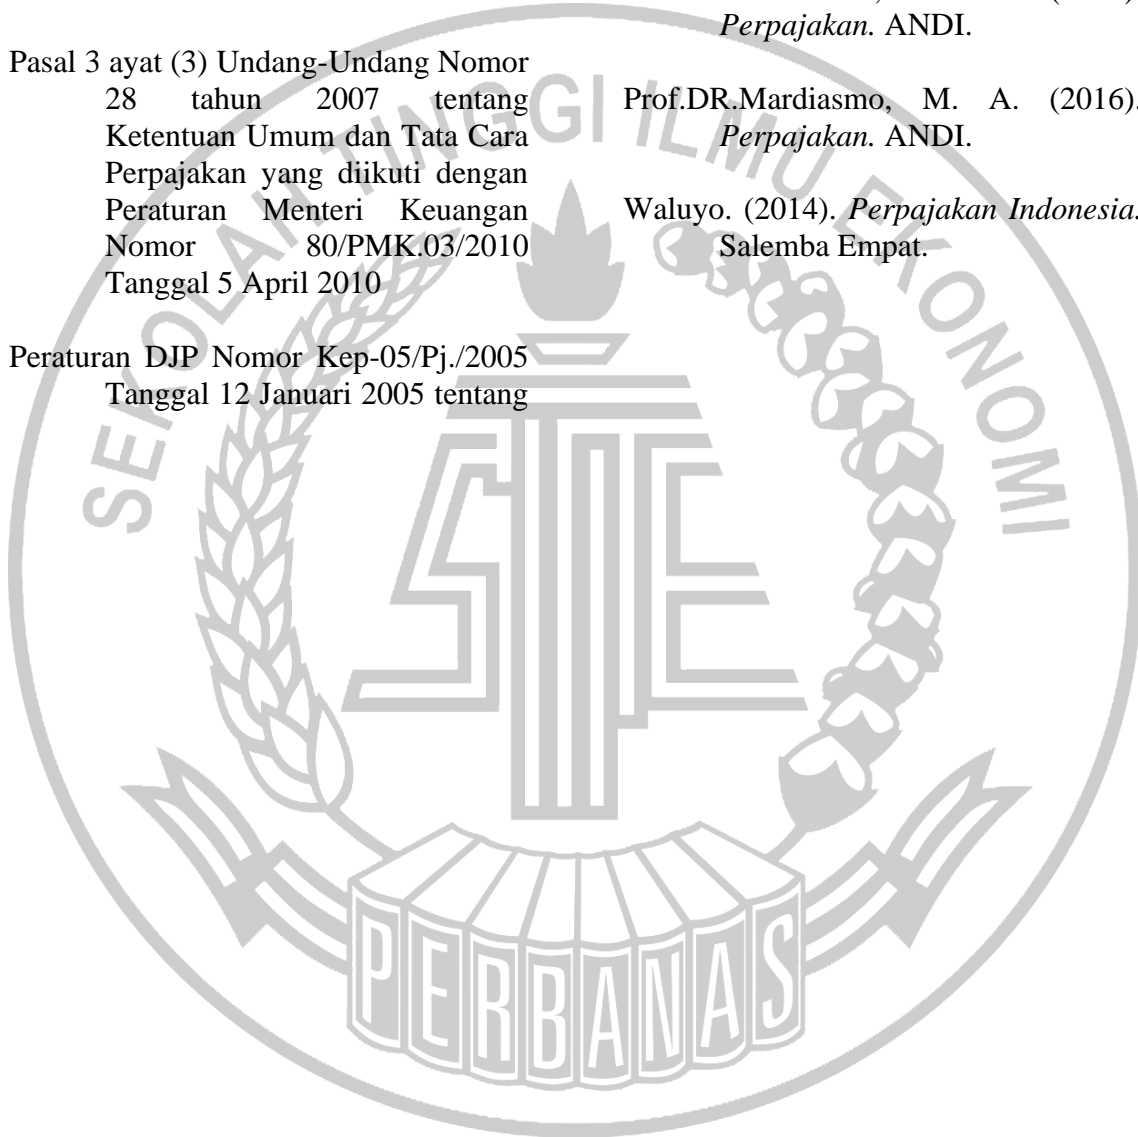 Pasal 3 ayat (3) Undang-Undang Nomor
28 tahun 2007 tentang
Ketentuan Umum dan Tata Cara
Perpajakan yang diikuti dengan
Peraturan Menteri Keuangan
Nomor 80/PMK.03/2010
Tanggal 5 April 2010
Peraturan DJP Nomor Kep-05/Pj./2005
Tanggal 12 Januari 2005 tentang
Perpajakan. ANDI.
Prof.DR.Mardiasmo, M. A. (2016).
Perpajakan. ANDI.
Waluyo. (2014). Perpajakan Indonesia.
Salemba Empat.
SEKOLAH TINGGI ILMU EKONOMI
STIE
PERBANAS